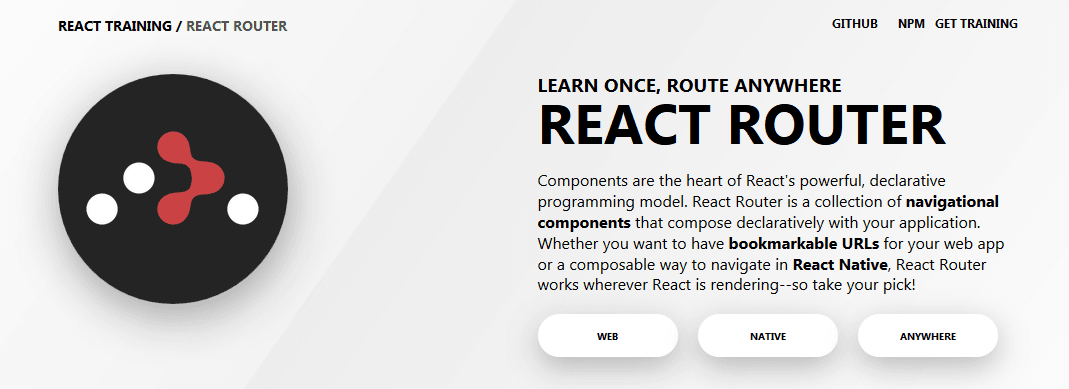 REACT TRAINING / REACT ROUTER
GITHUB NPM GET TRAINING
LEARN ONCE, ROUTE ANYWHERE
REACT ROUTER
Components are the heart of React's powerful, declarative
programming model. React Router is a collection of navigational
components that compose declaratively with your application.
Whether you want to have bookmarkable URLs for your web app
or a composable way to navigate in React Native, React Router
works wherever React is rendering--so take your pick!
WEB NATIVE ANYWHERE